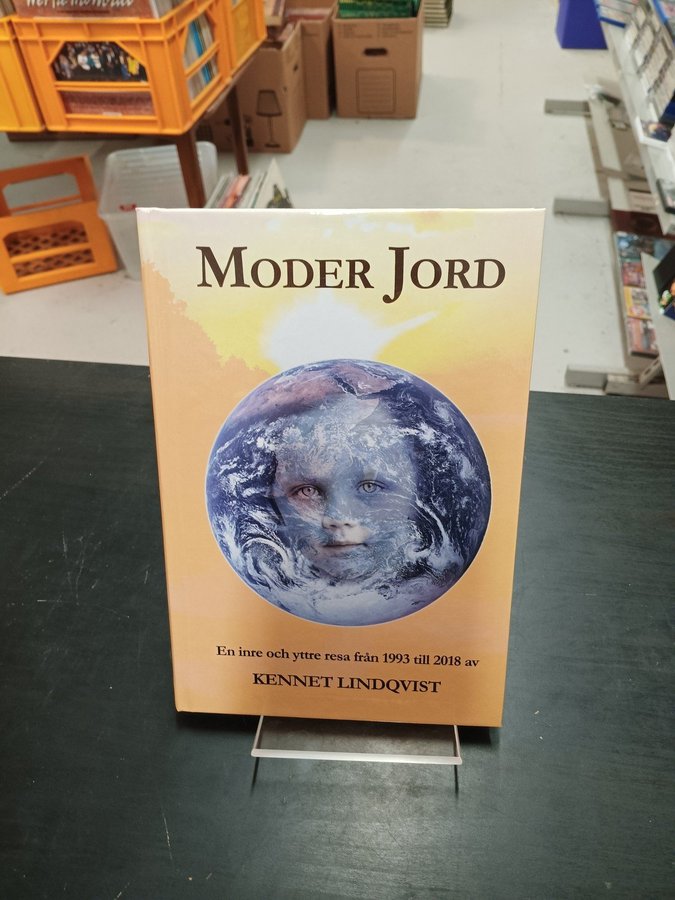 MODER JORD
En inre och yttre resa från 1993 till 2018 av
KENNET LINDQVIST